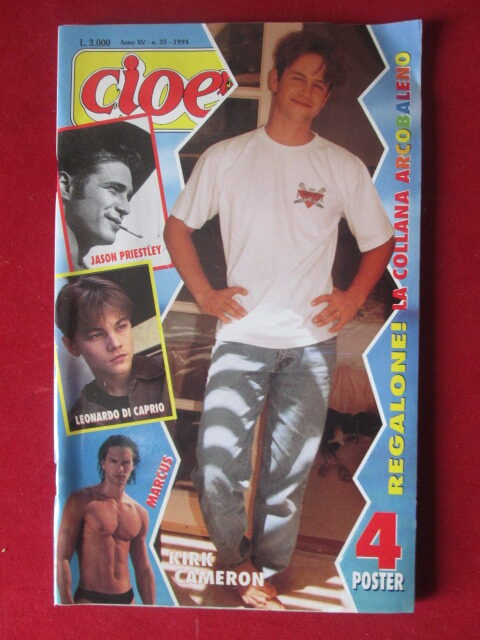 L. 3.000 Anno XV - n. 35 - 1994
cioè
JASON PRIESTLEY
LEONARDO DI CAPRIO
MARCUS
KIRK
CAMERON
REGALONE! LA COLLANA ARCOBALENO
4
POSTER